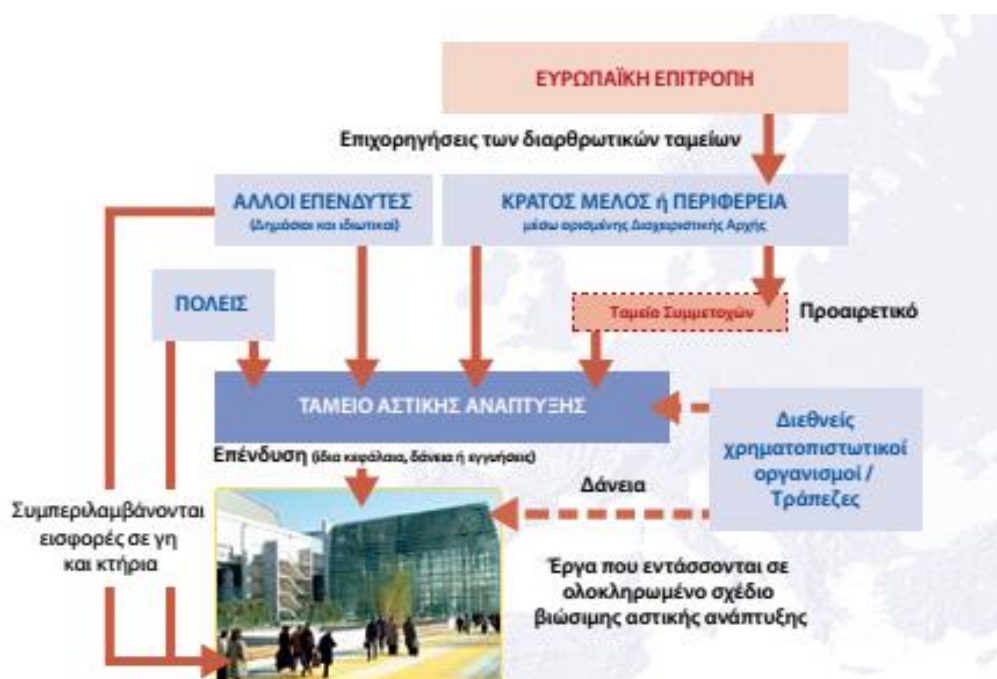 ΕΥΡΩΠΑΪΚΗ ΕΠΙΤΡΟΠΗ
Επιχορηγήσεις των διαρθρωτικών ταμείων
ΑΛΛΟΙ ΕΠΕΝΔΥΤΕΣ
(Δημόσιοι και ιδιωτικοί)
ΚΡΑΤΟΣ ΜΕΛΟΣ ή ΠΕΡΙΦΕΡΕΙΑ
μέσω ορισμένης Διαχειριστικής Αρχής
ΠΟΛΕΙΣ
Ταμείο Συμμετοχών
Προαιρετικό
ΤΑΜΕΙΟ ΑΣΤΙΚΗΣ ΑΝΑΠΤΥΞΗΣ
Διεθνείς
χρηματοπιστωτικοί
οργανισμοί /
Τράπεζες
Επένδυση (ίδια κεφάλαια, δάνεια ή εγγυήσεις)
Δάνεια
Συμπεριλαμβάνονται
εισφορές σε γη
και κτήρια
Έργα που εντάσσονται σε
ολοκληρωμένο σχέδιο
βιώσιμης αστικής ανάπτυξης